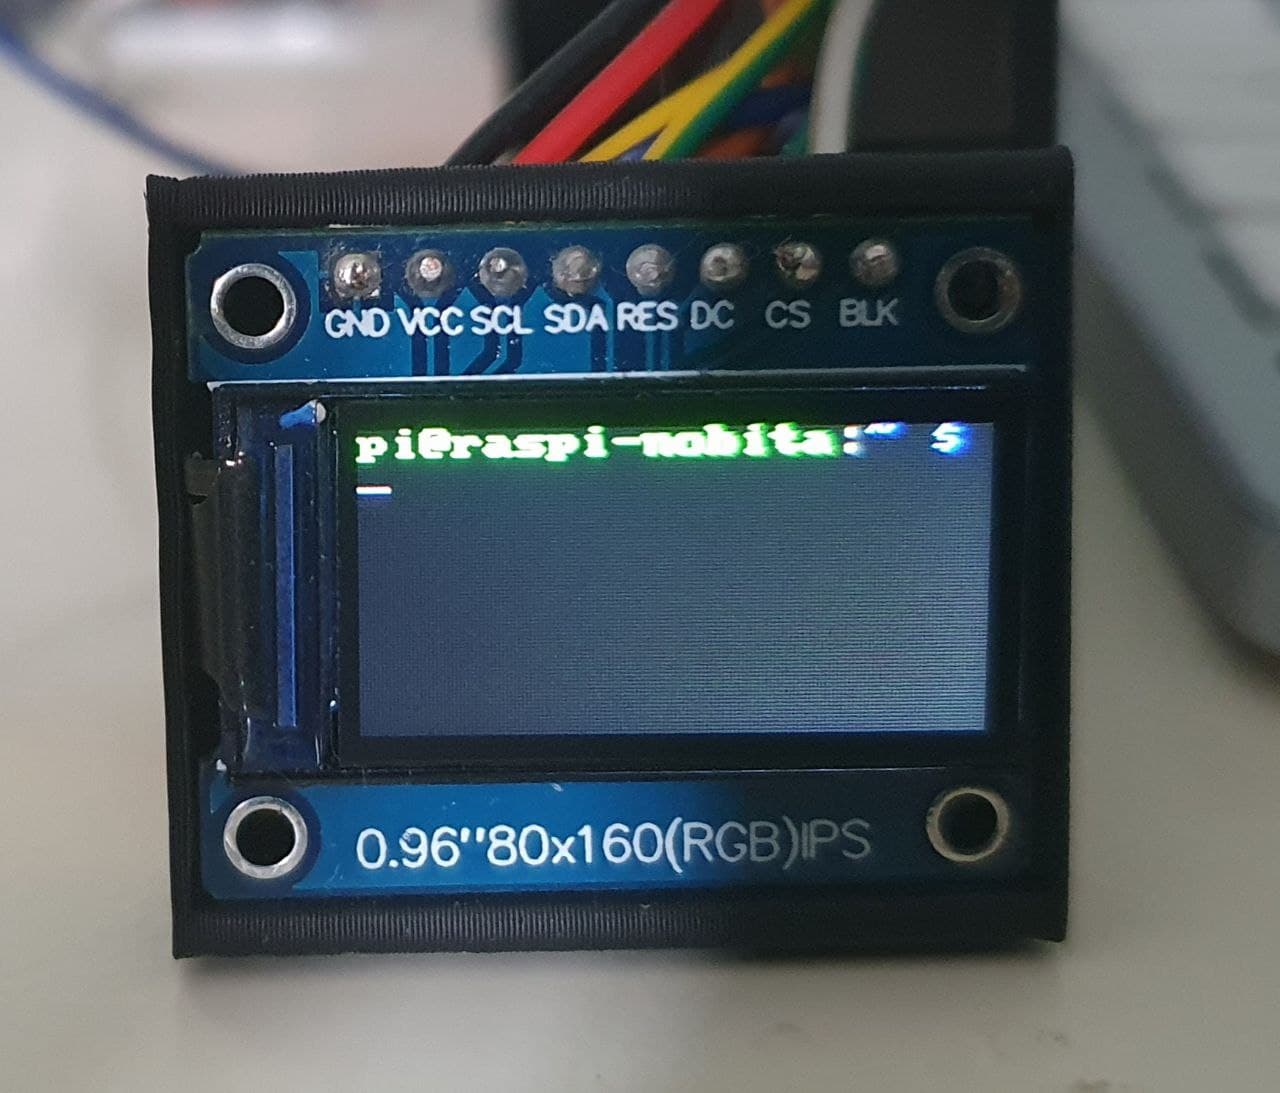 GND VCC SCL SDA RES DC CS BLK
pi@raspi-nobita:~ $
_
0.96"80x160(RGB)IPS